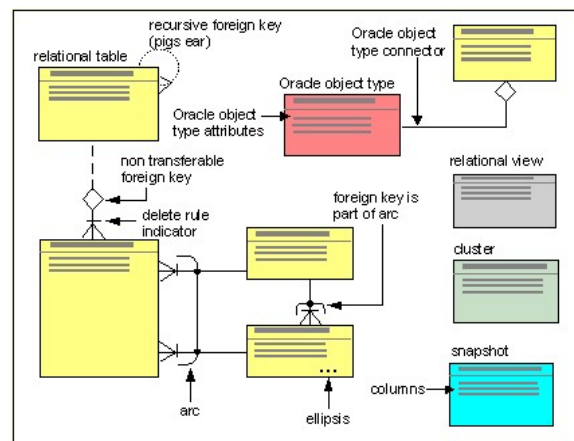 recursive foreign key
(pigs ear)
relational table
Oracle object
type connector
Oracle object type
Oracle object
type attributes
non transferable
foreign key
relational view
delete rule
indicator
foreign key is
part of arc
cluster
snapshot
columns
...
arc
ellipsis